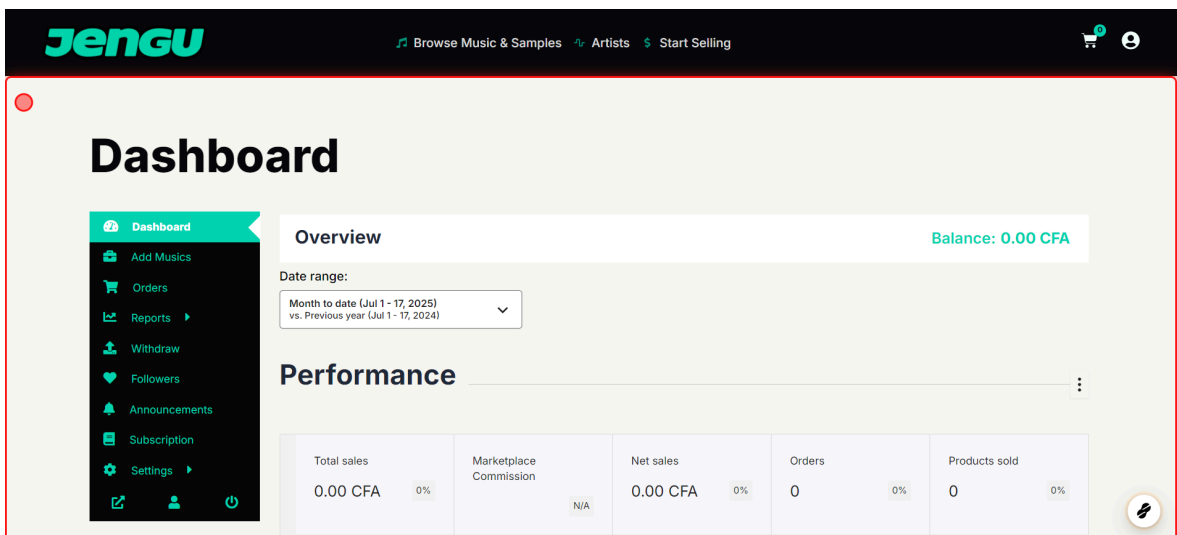 Jengu
Browse Music & Samples Artists Start Selling
0
Dashboard
Dashboard
Add Musics
Orders
Reports
Withdraw
Followers
Announcements
Subscription
Settings
Overview
Balance: 0.00 CFA
Date range:
Month to date (Jul 1 - 17, 2025)
vs. Previous year (Jul 1 - 17, 2024)
Performance
Total sales
0.00 CFA 0%
Marketplace
Commission
N/A
Net sales
0.00 CFA 0%
Orders
0 0%
Products sold
0 0%